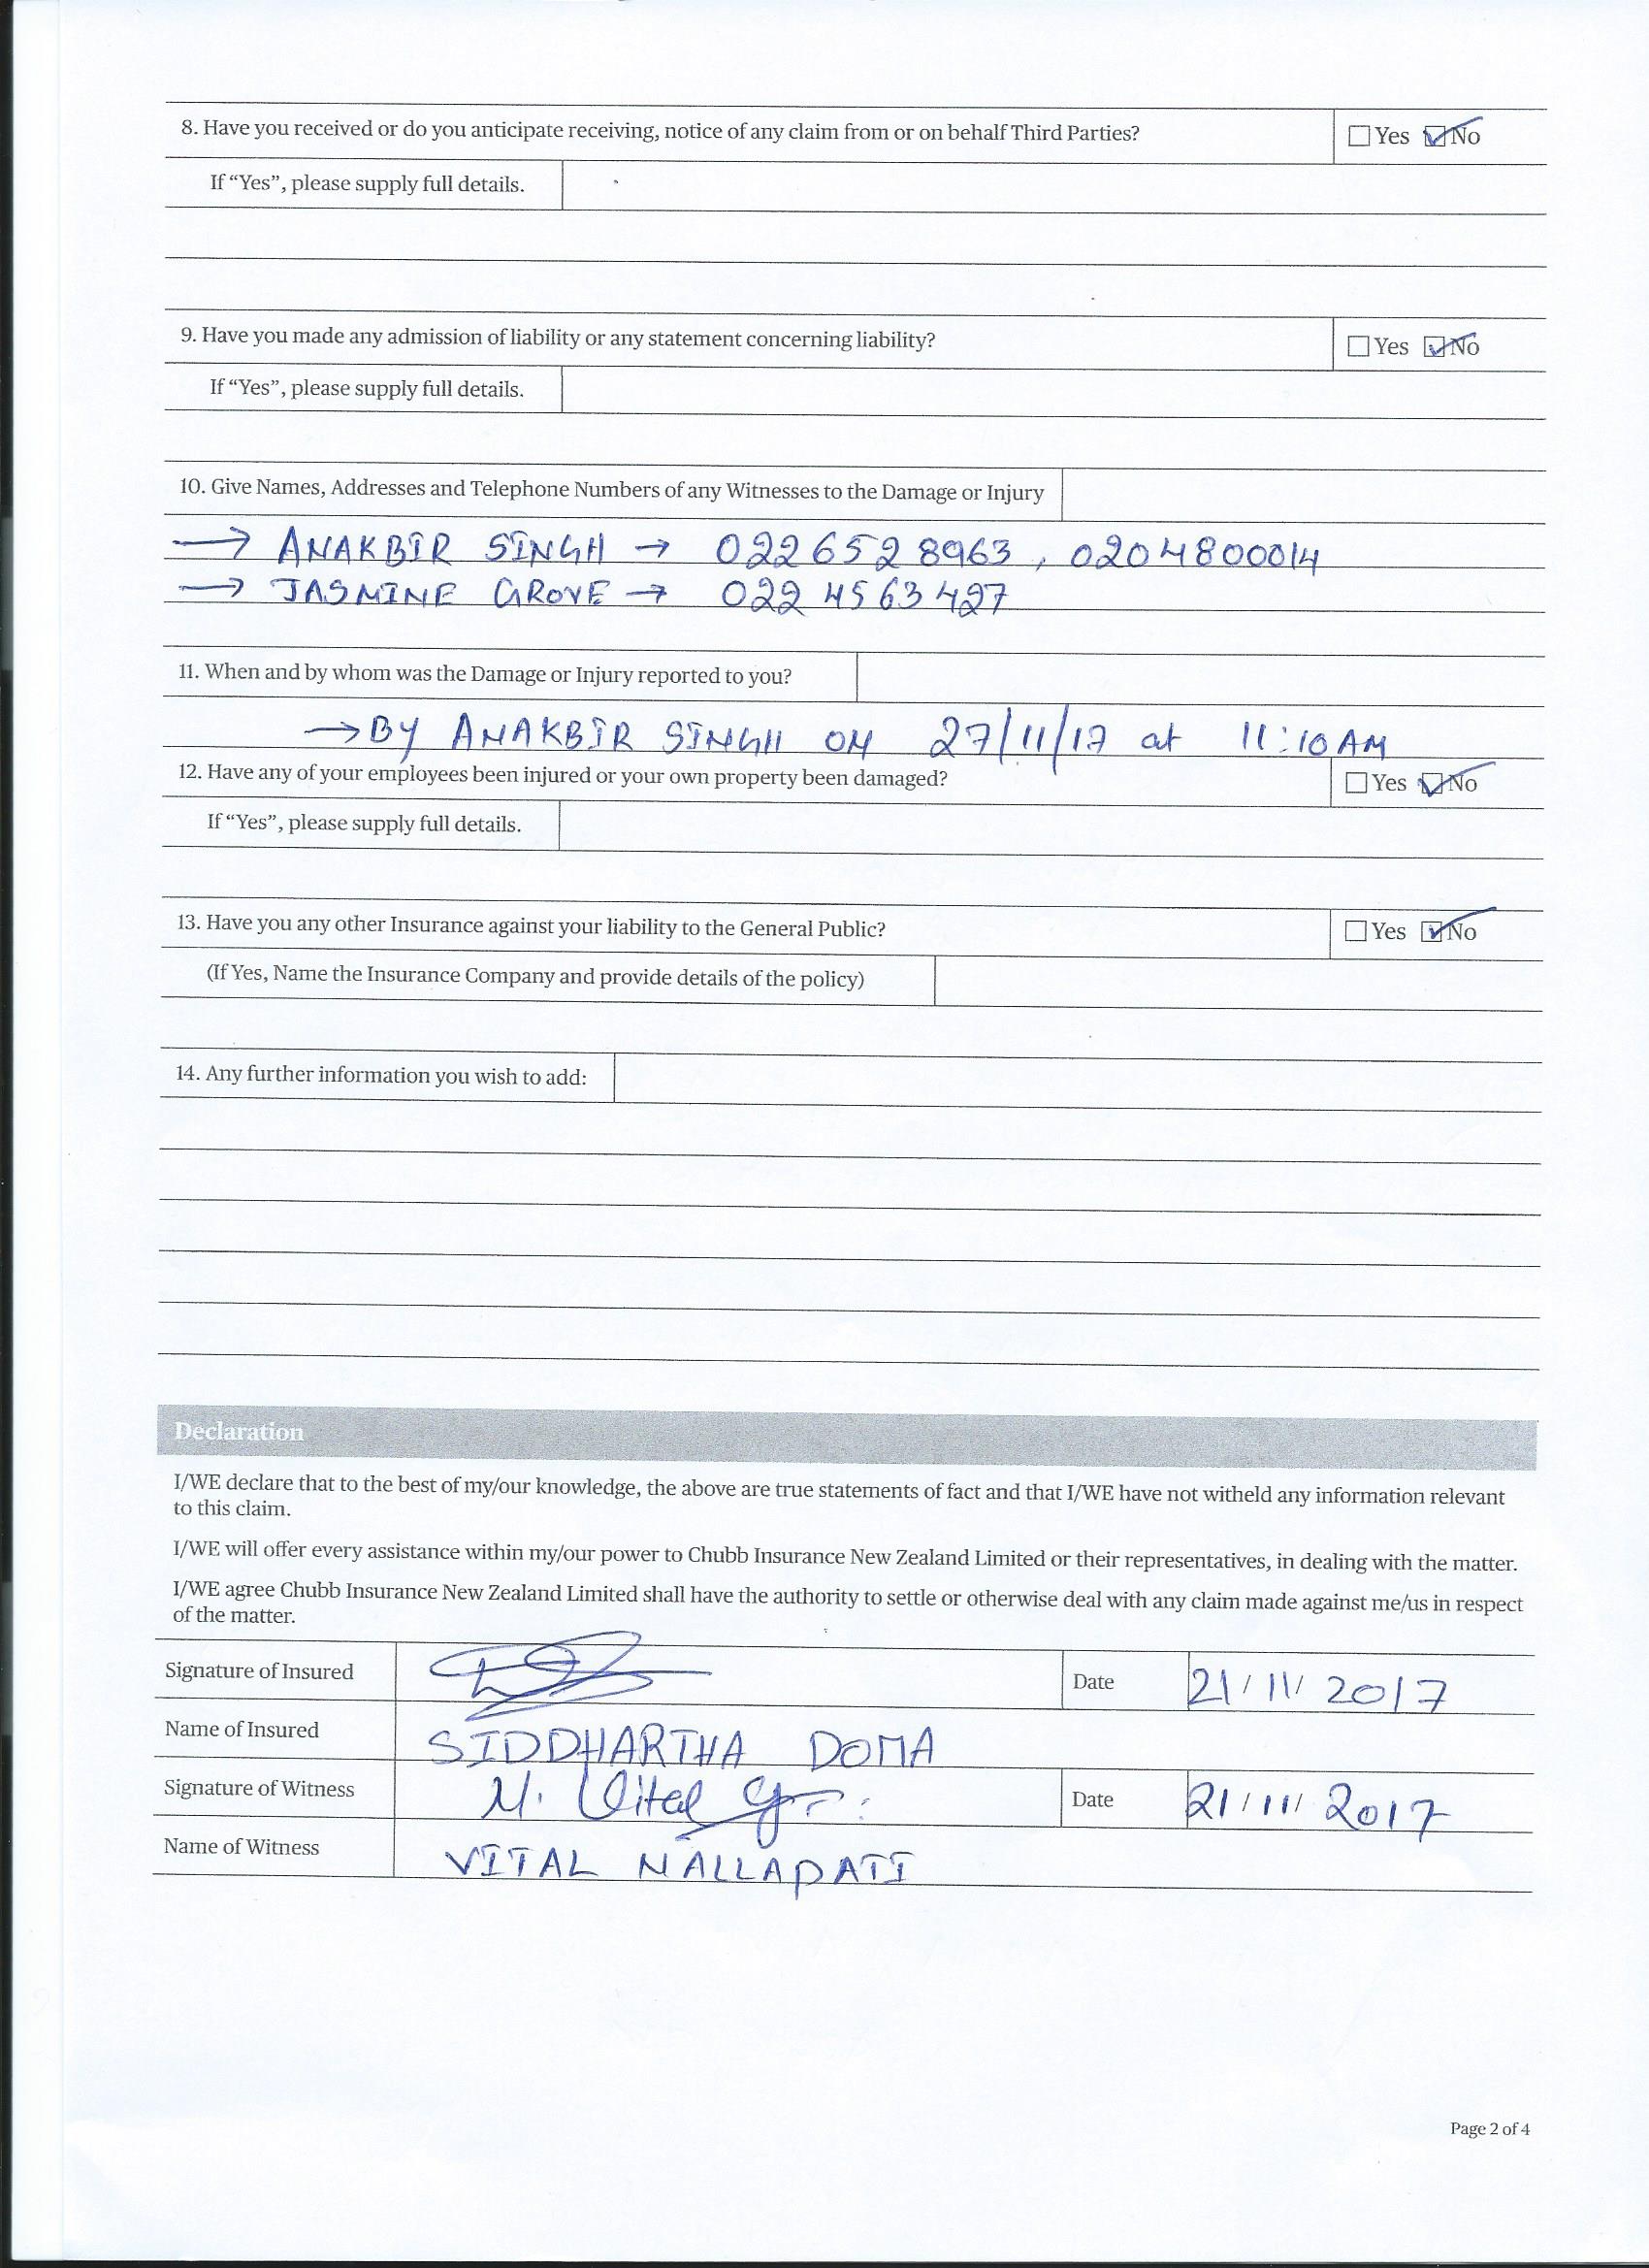 8. Have you received or do you anticipate receiving, notice of any claim from or on behalf Third Parties? Yes No
If “Yes”, please supply full details.
9. Have you made any admission of liability or any statement concerning liability? Yes No
If “Yes”, please supply full details.
10. Give Names, Addresses and Telephone Numbers of any Witnesses to the Damage or Injury
→ ANAKBIR SINGH → 0226528963, 0204800014
→ JASMINE GROVE → 022 4563427
11. When and by whom was the Damage or Injury reported to you?
→ BY ANAKBIR SINGH ON 27/11/17 at 11:10 AM
12. Have any of your employees been injured or your own property been damaged? Yes No
If “Yes”, please supply full details.
13. Have you any other Insurance against your liability to the General Public? Yes No
(If Yes, Name the Insurance Company and provide details of the policy)
14. Any further information you wish to add:
Declaration
I/WE declare that to the best of my/our knowledge, the above are true statements of fact and that I/WE have not witheld any information relevant
to this claim.
I/WE will offer every assistance within my/our power to Chubb Insurance New Zealand Limited or their representatives, in dealing with the matter.
I/WE agree Chubb Insurance New Zealand Limited shall have the authority to settle or otherwise deal with any claim made against me/us in respect
of the matter.
Signature of Insured Date 21/11/2017
Name of Insured SIDDHARTHA DOMA
Signature of Witness N. Vital Date 21/11/2017
Name of Witness VITAL NALLAPATI
Page 2 of 4